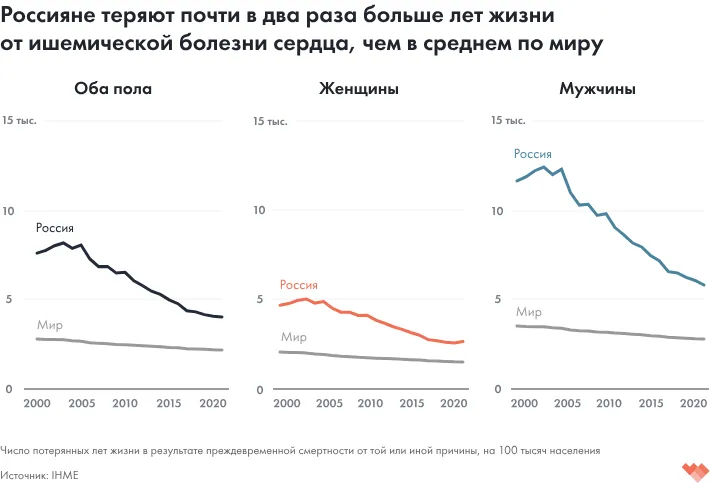 Россияне теряют почти в два раза больше лет жизни
от ишемической болезни сердца, чем в среднем по миру
Оба пола
15 тыс.
10
5
0
Россия
Мир
2000 2005 2010 2015 2020
Женщины
15 тыс.
10
5
0
Россия
Мир
2000 2005 2010 2015 2020
Мужчины
15 тыс.
10
5
0
Россия
Мир
2000 2005 2010 2015 2020
Число потерянных лет жизни в результате преждевременной смертности от той или иной причины, на 100 тысяч населения
Источник: IHME